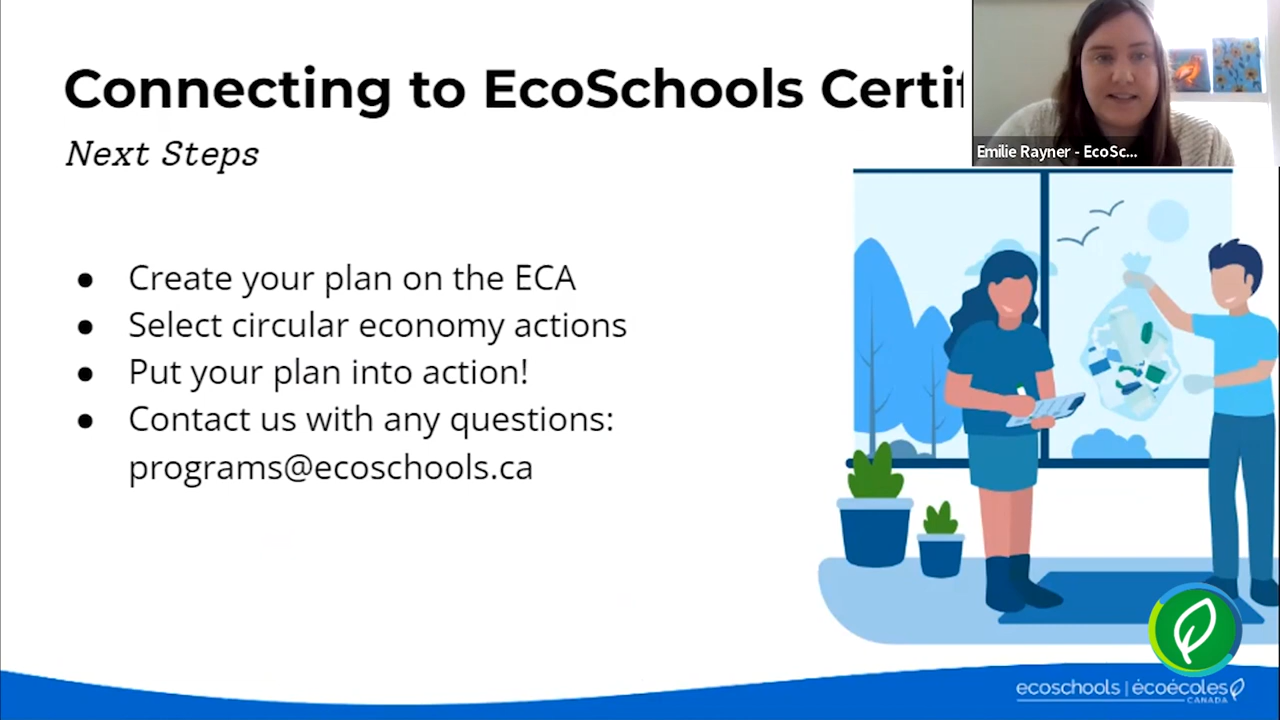 Connecting to EcoSchools Certif
Next Steps
Emilie Rayner - EcoSc...
● Create your plan on the ECA
● Select circular economy actions
● Put your plan into action!
● Contact us with any questions:
programs@ecoschools.ca
ecoschools | écoécoles
CANADA